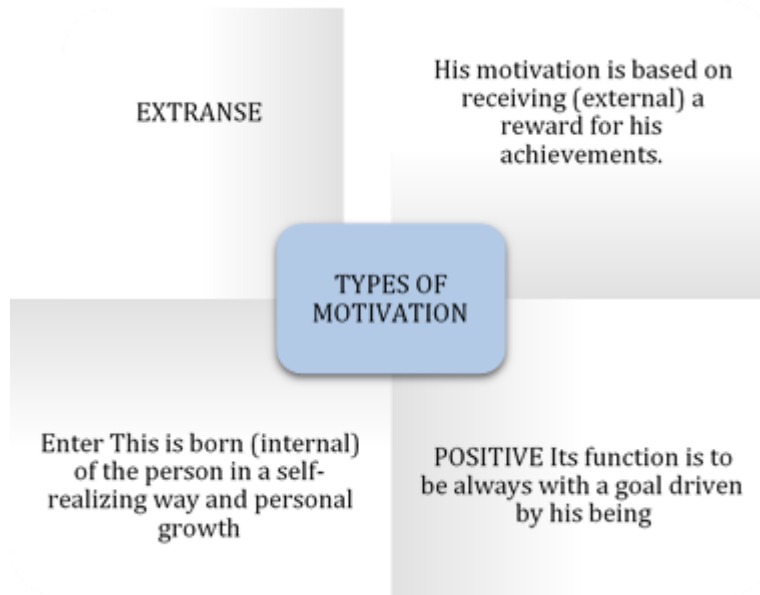 EXTRANSE
His motivation is based on
receiving (external) a
reward for his
achievements.
TYPES OF
MOTIVATION
Enter This is born (internal)
of the person in a self-
realizing way and personal
growth
POSITIVE Its function is to
be always with a goal driven
by his being